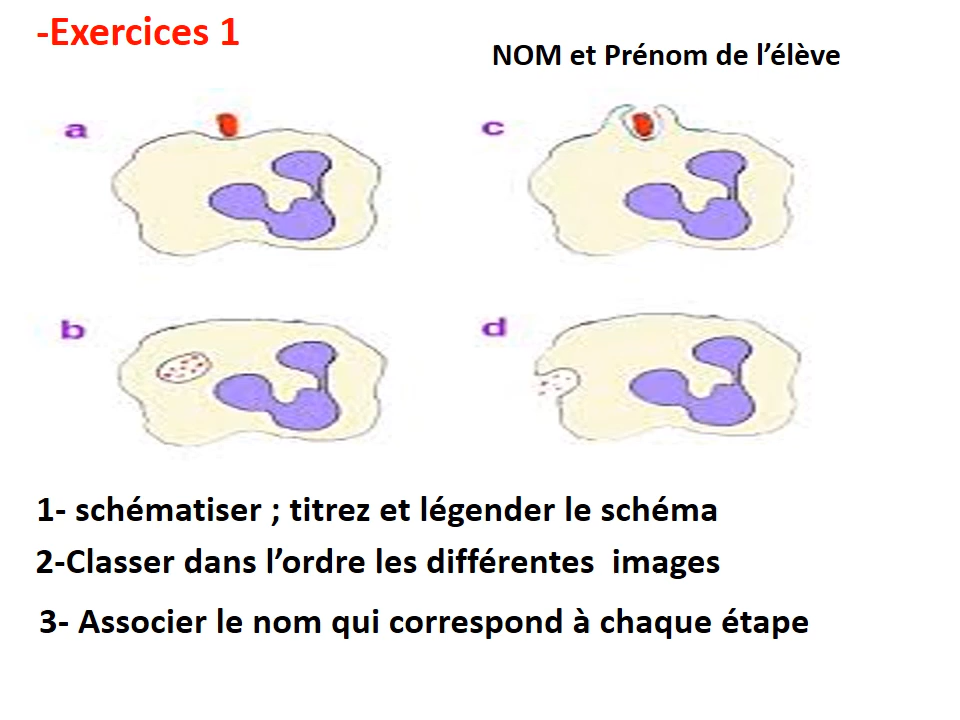 -Exercices 1
NOM et Prénom de l’élève
a
c
b
d
1- schématiser ; titrez et légender le schéma
2-Classer dans l’ordre les différentes  images
3- Associer le nom qui correspond à chaque étape